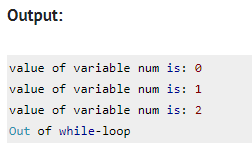 Output:
value of variable num is: 0
value of variable num is: 1
value of variable num is: 2
Out of while-loop